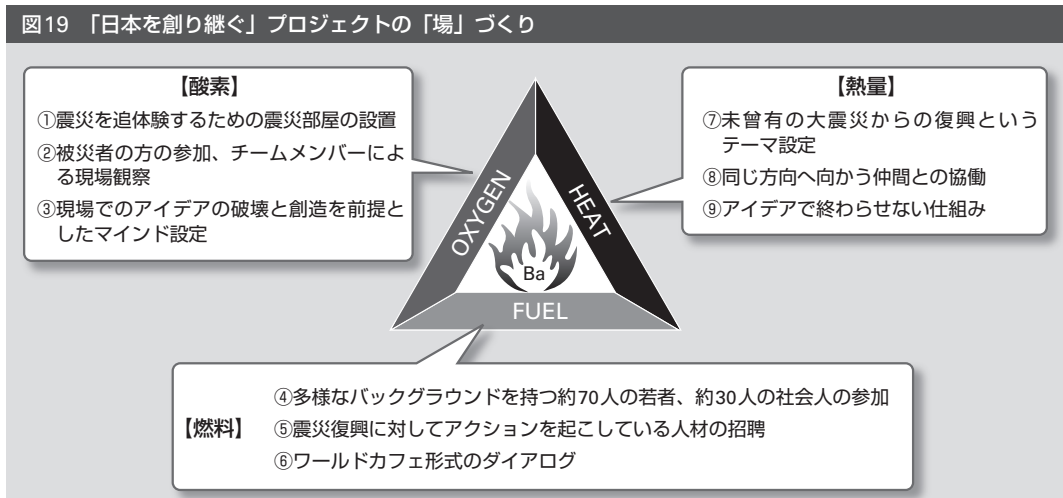 図19 「日本を創り継ぐ」プロジェクトの「場」づくり
【酸素】
①震災を追体験するための震災部屋の設置
②被災者の方の参加、チームメンバーによ
る現場観察
③現場でのアイデアの破壊と創造を前提と
したマインド設定
【熱量】
⑦未曾有の大震災からの復興という
テーマ設定
⑧同じ方向へ向かう仲間との協働
⑨アイデアで終わらせない仕組み
OXYGEN
HEAT
Ba
FUEL
【燃料】
④多様なバックグラウンドを持つ約70人の若者、約30人の社会人の参加
⑤震災復興に対してアクションを起こしている人材の招聘
⑥ワールドカフェ形式のダイアログ